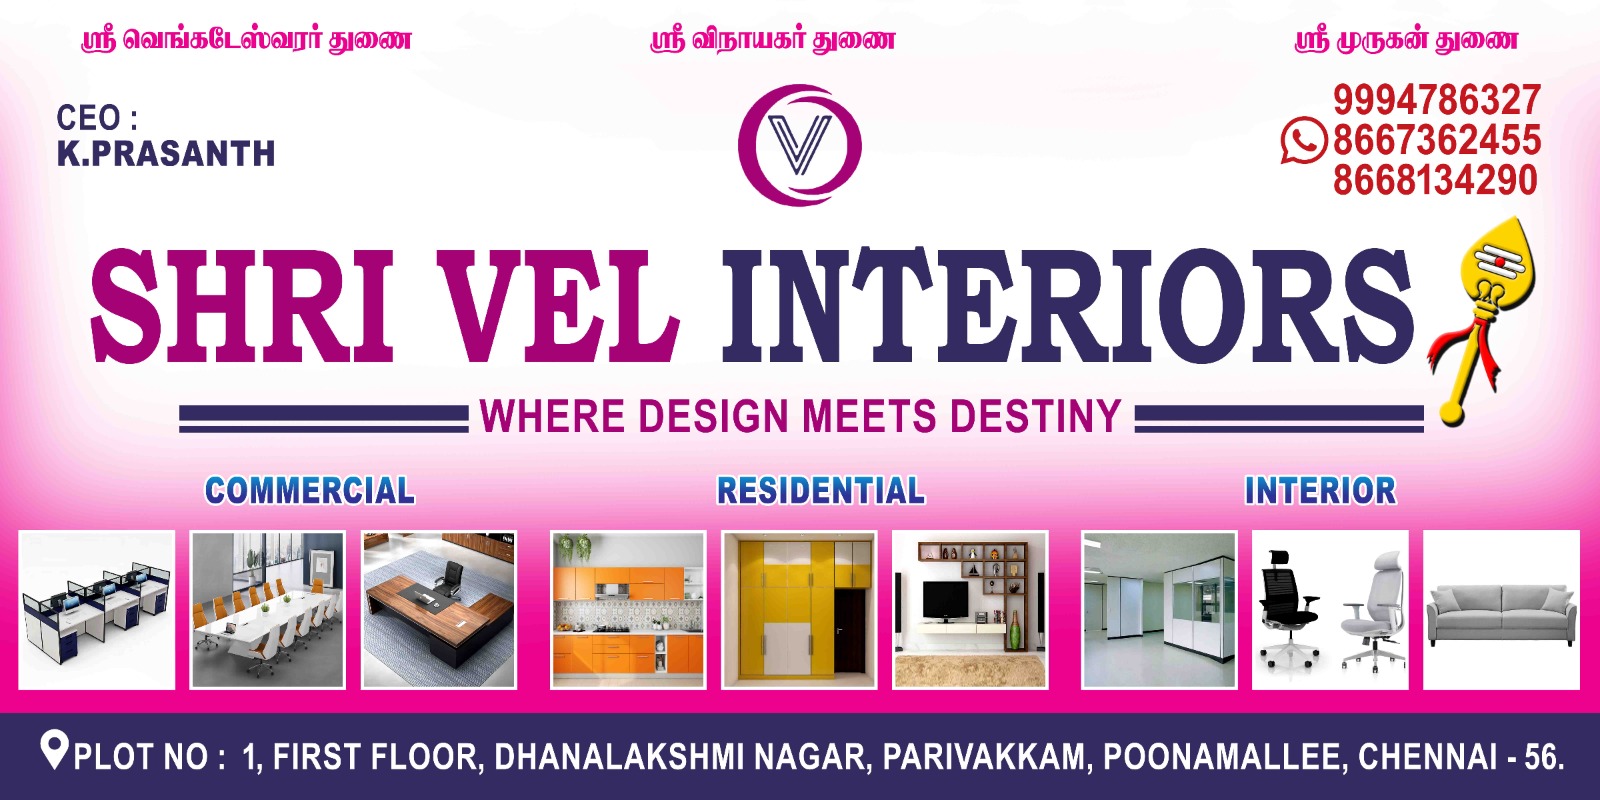 ஸ்ரீ வெங்கடேஸ்வரர் துணை
ஸ்ரீ விநாயகர் துணை
ஸ்ரீ முருகன் துணை
CEO :
K.PRASANTH
V
9994786327
8667362455
8668134290
SHRI VEL INTERIORS
WHERE DESIGN MEETS DESTINY
COMMERCIAL
RESIDENTIAL
INTERIOR
PLOT NO : 1, FIRST FLOOR, DHANALAKSHMI NAGAR, PARIVAKKAM, POONAMALLEE, CHENNAI - 56.